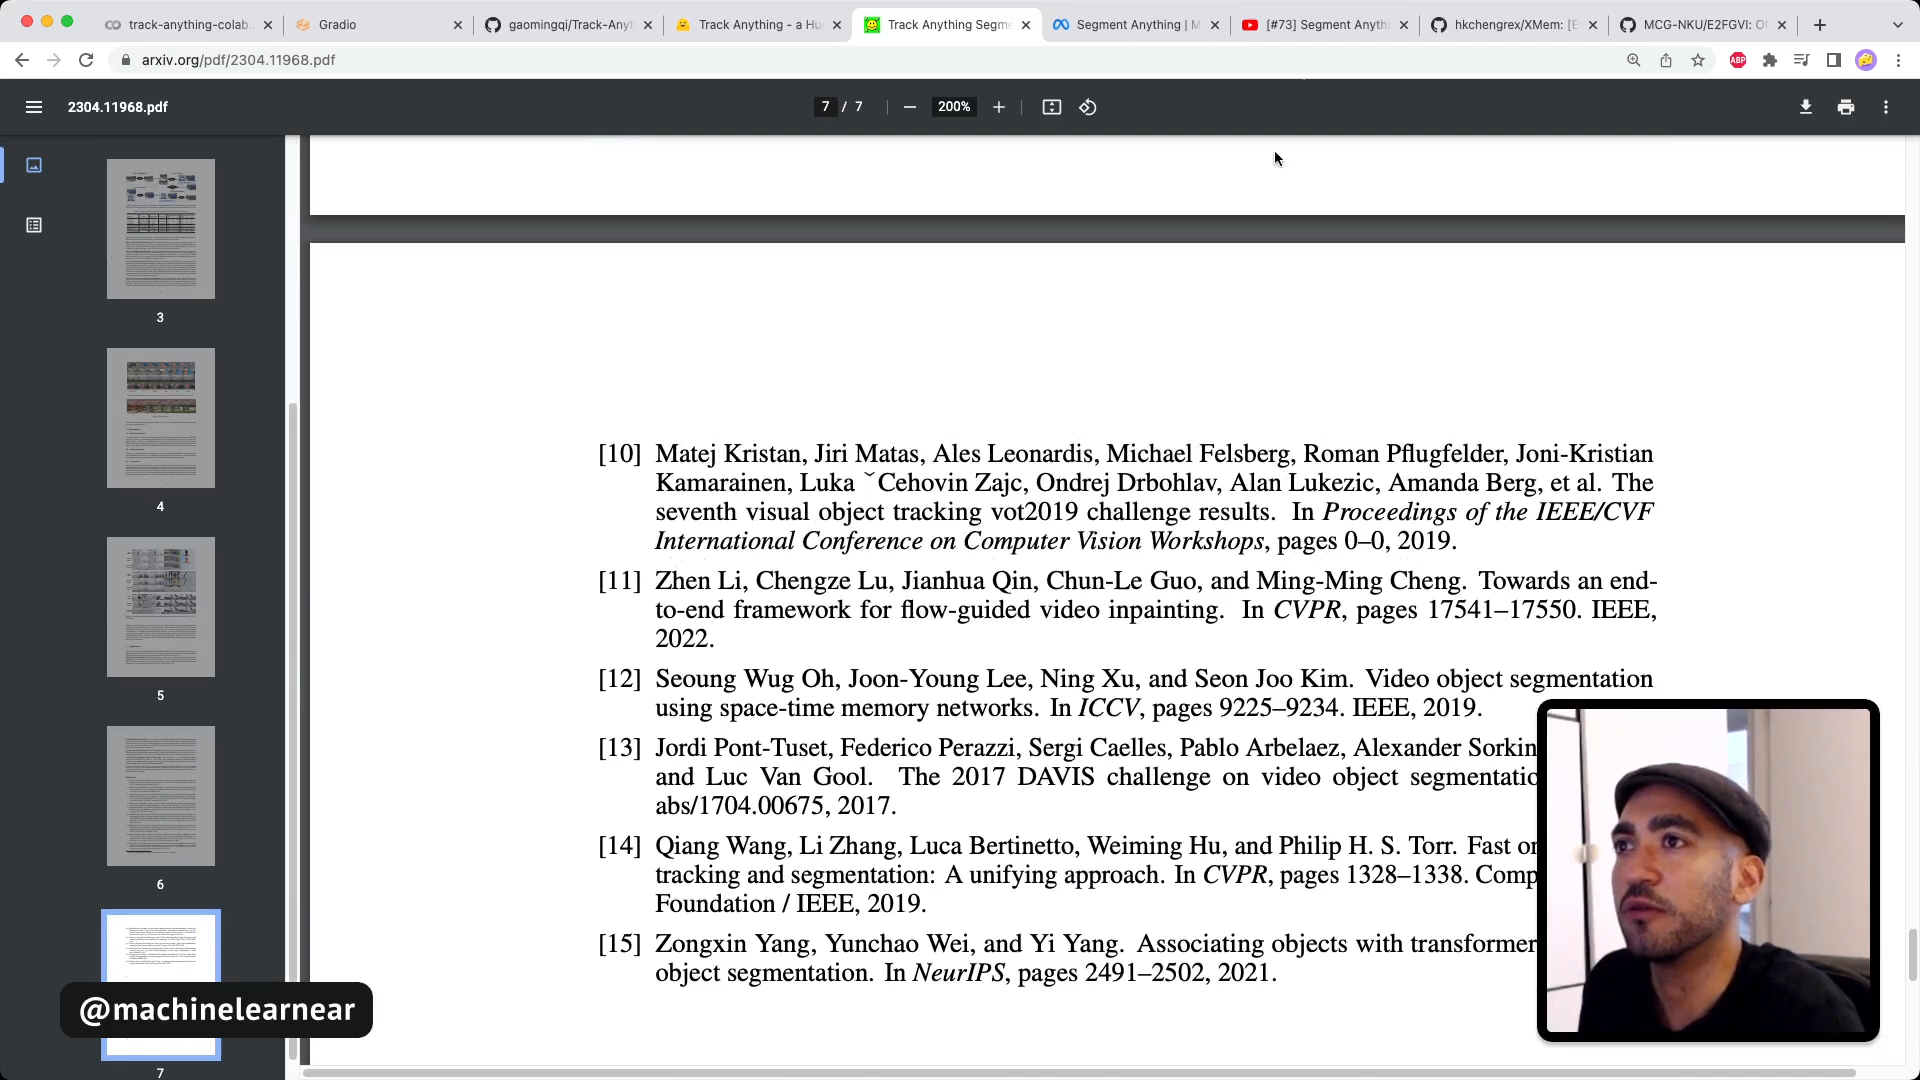 track-anything-colab.
Gradio
gaomingqi/Track-Anyt
Track Anything - a Hu
Track Anything Segme
Segment Anything | M
[#73] Segment Anythi
hkchengrex/XMem: [E
MCG-NKU/E2FGVI: Of
arxiv.org/pdf/2304.11968.pdf
ABP
2304.11968.pdf
7 / 7
200%
3
4
5
6
7
[10] Matej Kristan, Jiri Matas, Ales Leonardis, Michael Felsberg, Roman Pflugfelder, Joni-Kristian
Kamarainen, Luka ˇCehovin Zajc, Ondrej Drbohlav, Alan Lukezic, Amanda Berg, et al. The
seventh visual object tracking vot2019 challenge results. In Proceedings of the IEEE/CVF
International Conference on Computer Vision Workshops, pages 0–0, 2019.
[11] Zhen Li, Chengze Lu, Jianhua Qin, Chun-Le Guo, and Ming-Ming Cheng. Towards an end-
to-end framework for flow-guided video inpainting. In CVPR, pages 17541–17550. IEEE,
2022.
[12] Seoung Wug Oh, Joon-Young Lee, Ning Xu, and Seon Joo Kim. Video object segmentation
using space-time memory networks. In ICCV, pages 9225–9234. IEEE, 2019.
[13] Jordi Pont-Tuset, Federico Perazzi, Sergi Caelles, Pablo Arbelaez, Alexander Sorkin
and Luc Van Gool. The 2017 DAVIS challenge on video object segmentatio
abs/1704.00675, 2017.
[14] Qiang Wang, Li Zhang, Luca Bertinetto, Weiming Hu, and Philip H. S. Torr. Fast on
tracking and segmentation: A unifying approach. In CVPR, pages 1328–1338. Comp
Foundation / IEEE, 2019.
[15] Zongxin Yang, Yunchao Wei, and Yi Yang. Associating objects with transformer
object segmentation. In NeurIPS, pages 2491–2502, 2021.
@machinelearnear